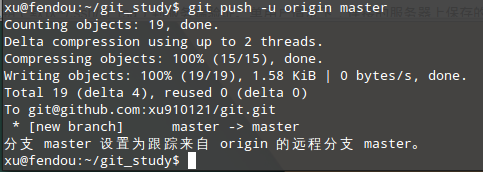 xu@fendou:~/git_study$ git push -u origin master
Counting objects: 19, done.
Delta compression using up to 2 threads.
Compressing objects: 100% (15/15), done.
Writing objects: 100% (19/19), 1.58 KiB | 0 bytes/s, done.
Total 19 (delta 4), reused 0 (delta 0)
To git@github.com:xu910121/git.git
 * [new branch]      master -> master
分支 master 设置为跟踪来自 origin 的远程分支 master。
xu@fendou:~/git_study$